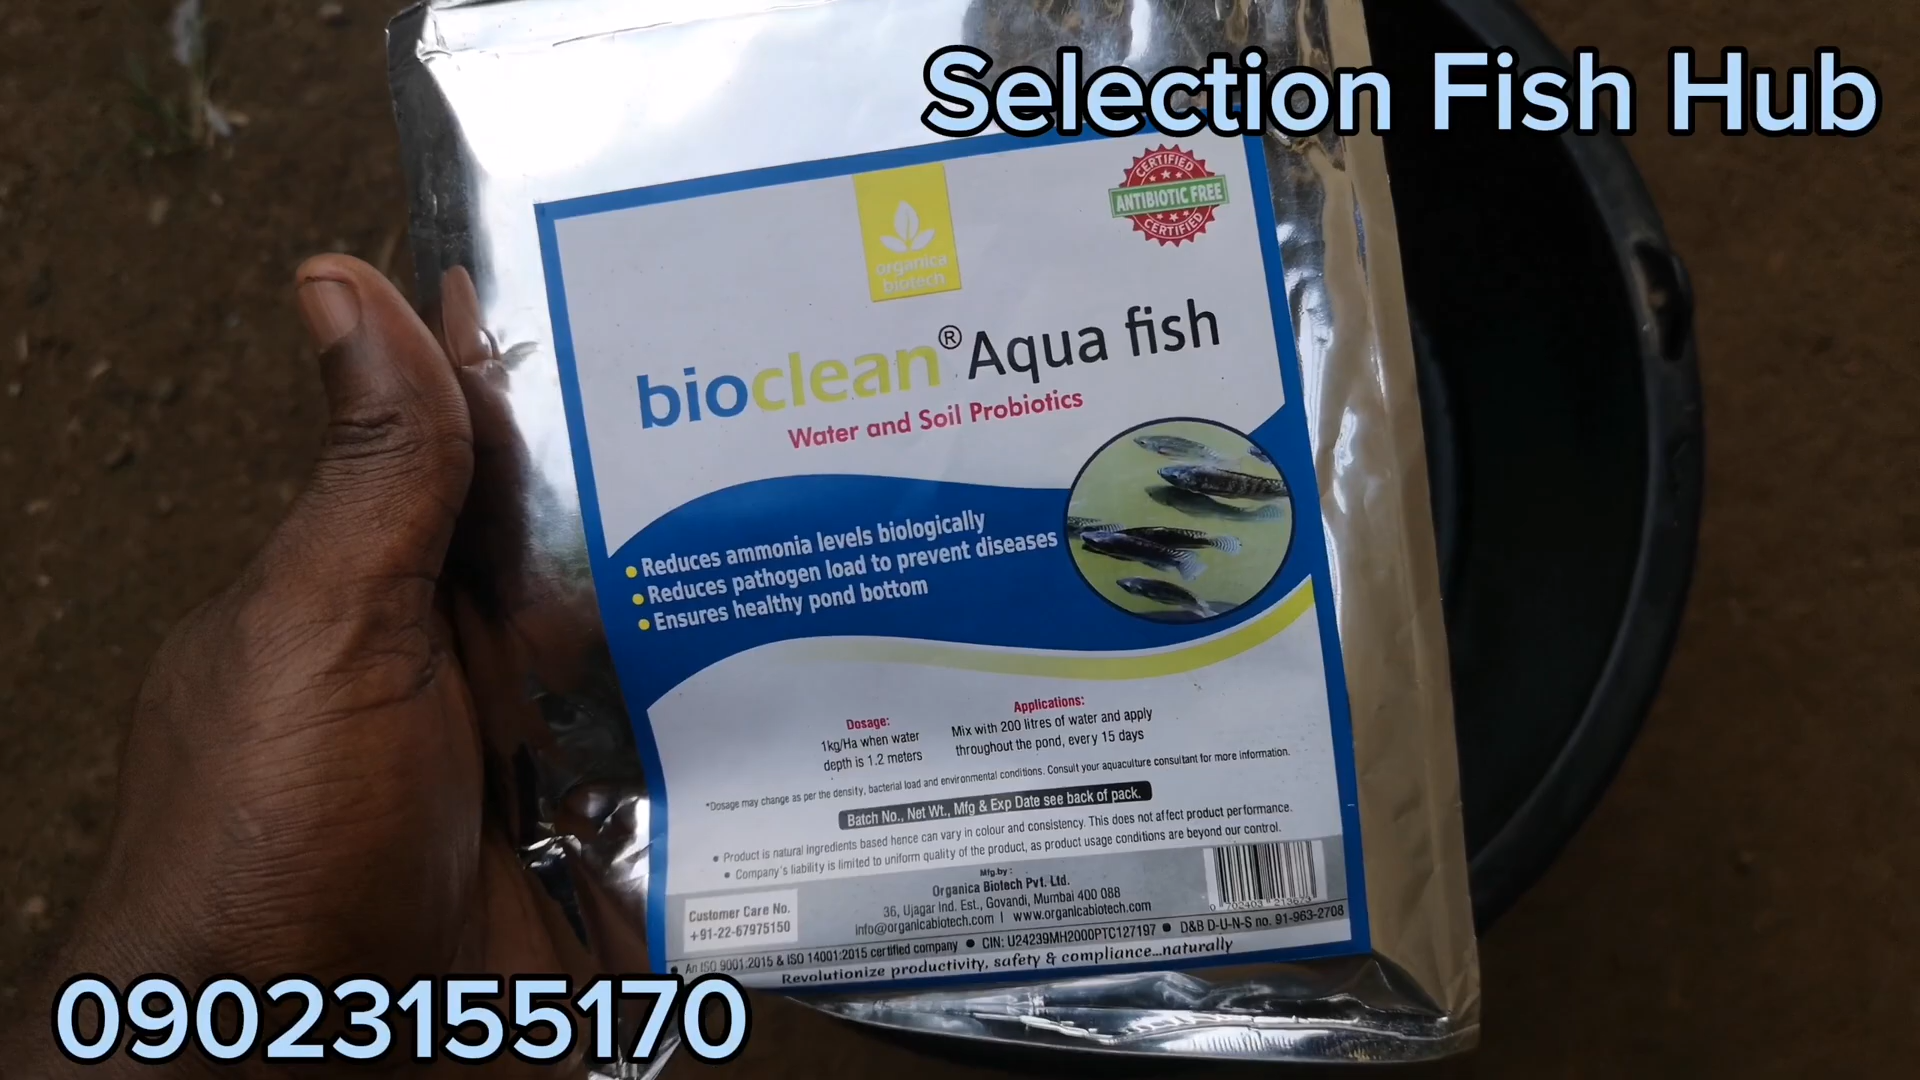 Selection Fish Hub
CERTIFIED
ANTIBIOTIC FREE
CERTIFIED
organica
biotech
bioclean® Aqua fish
Water and Soil Probiotics
• Reduces ammonia levels biologically
• Reduces pathogen load to prevent diseases
• Ensures healthy pond bottom
Dosage:
1kg/Ha when water
depth is 1.2 meters
Applications:
Mix with 200 litres of water and apply
throughout the pond, every 15 days
*Dosage may change as per the density, bacterial load and environmental conditions. Consult your aquaculture consultant for more information.
Batch No., Net Wt., Mfg & Exp Date see back of pack.
• Product is natural ingredients based hence can vary in colour and consistency. This does not affect product performance.
• Company's liability is limited to uniform quality of the product, as product usage conditions are beyond our control.
Customer Care No.
+91-22-67975150
Mfg.by :
Organica Biotech Pvt. Ltd.
36, Ujagar Ind. Est., Govandi, Mumbai 400 088
info@organicabiotech.com | www.organicabiotech.com
• An ISO 9001:2015 & ISO 14001:2015 certified company • CIN: U24239MH2000PTC127197 • D&B D-U-N-S no. 91-963-2708
Revolutionize productivity, safety & compliance...naturally
09023155170